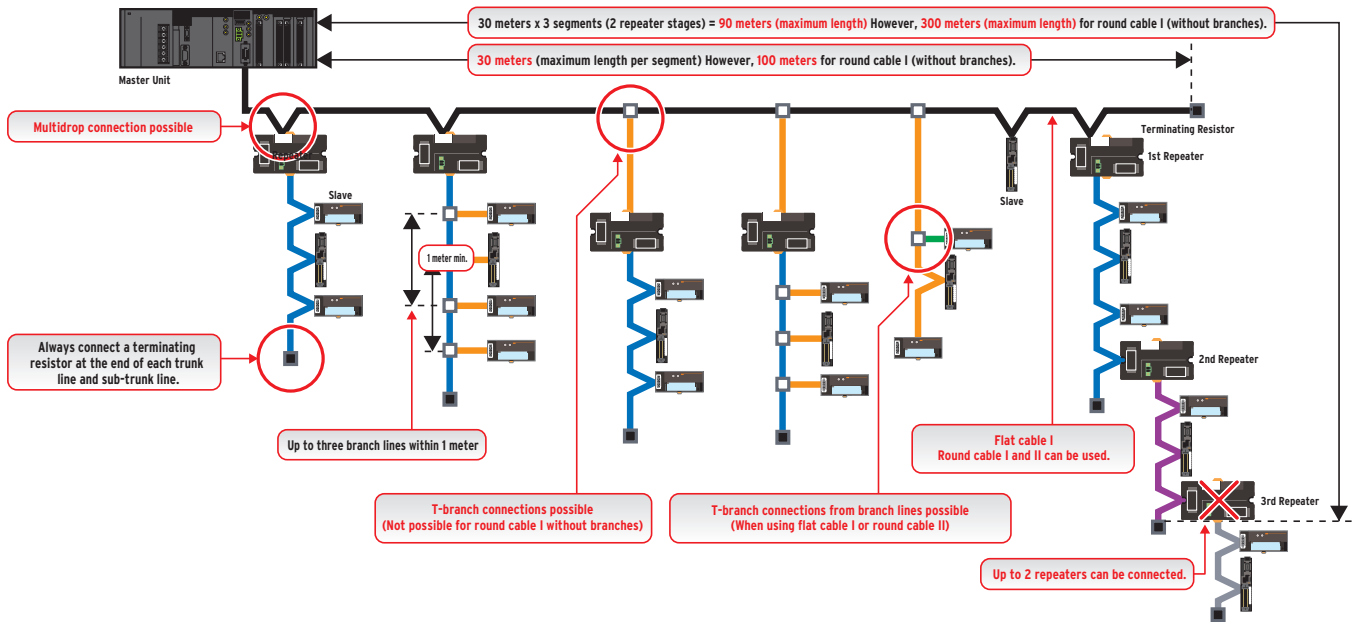 30 meters x 3 segments (2 repeater stages) = 90 meters (maximum length) However, 300 meters (maximum length) for round cable I (without branches).
30 meters (maximum length per segment) However, 100 meters for round cable I (without branches).
Master Unit
Multidrop connection possible
Terminating Resistor
Repeater
1st Repeater
Slave
Slave
1 meter min.
Always connect a terminating
resistor at the end of each trunk
line and sub-trunk line.
2nd Repeater
Up to three branch lines within 1 meter
Flat cable I
Round cable I and II can be used.
T-branch connections possible
(Not possible for round cable I without branches)
T-branch connections from branch lines possible
(When using flat cable I or round cable II)
3rd Repeater
Up to 2 repeaters can be connected.